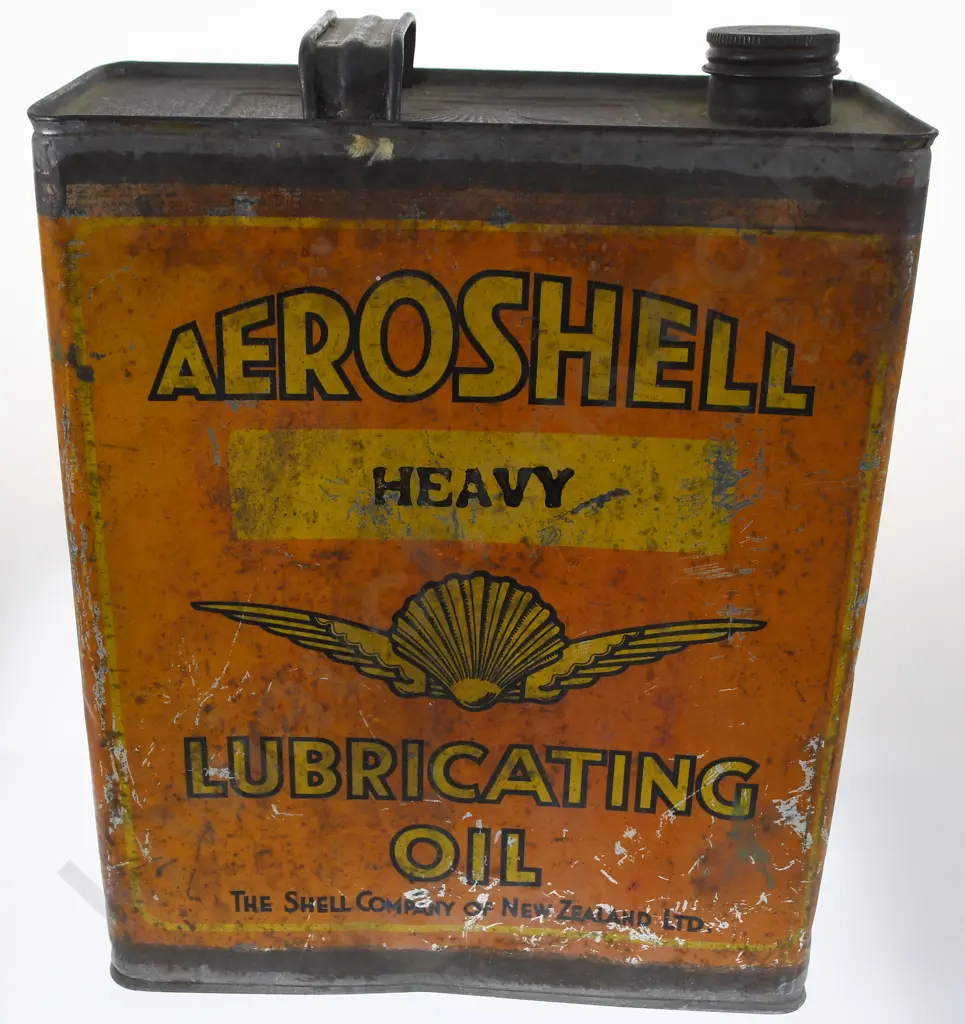 AEROSHELL
HEAVY
LUBRICATING
OIL
THE SHELL COMPANY OF NEW ZEALAND LTD.